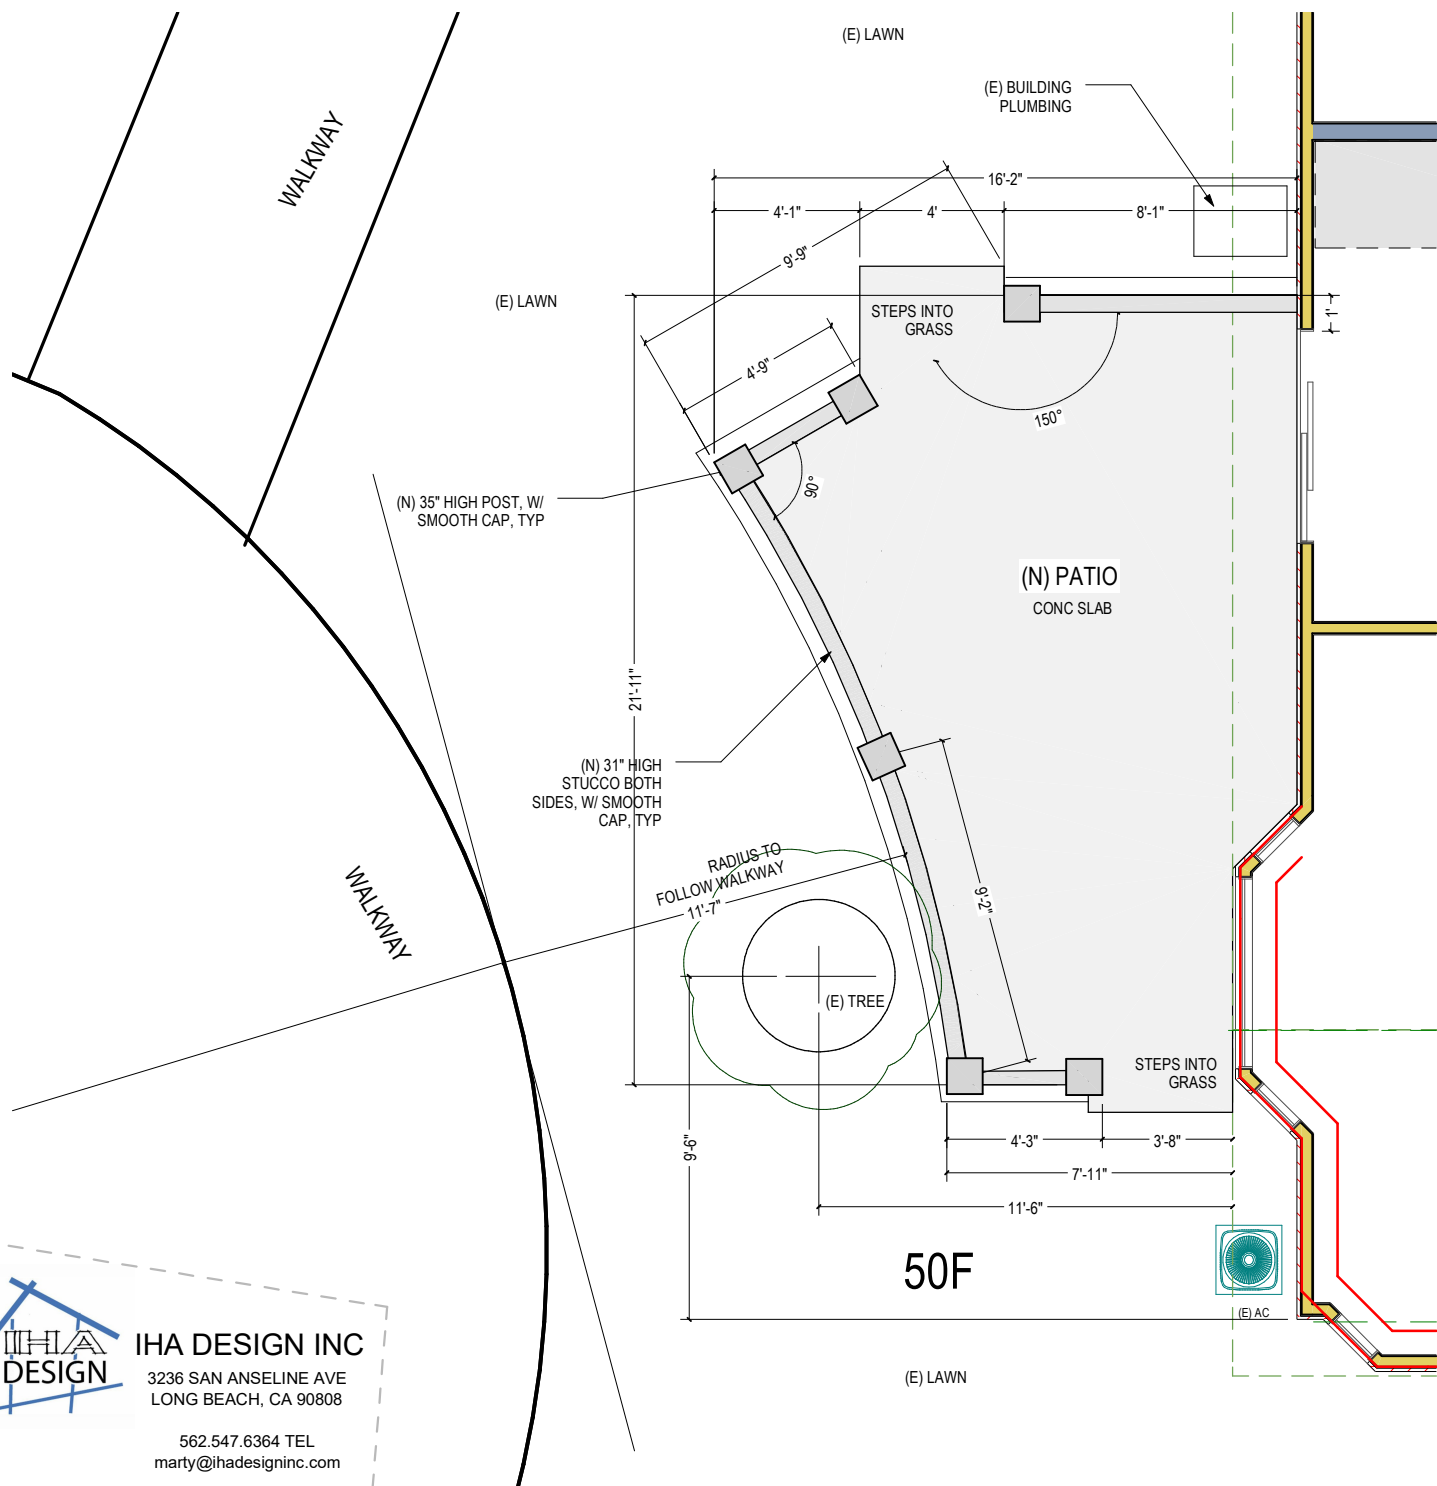 (E) LAWN
(E) BUILDING
PLUMBING
WALKWAY
16'-2"
4'-1"
4'
8'-1"
9'-9"
(E) LAWN
STEPS INTO
GRASS
1'
4'-9"
150°
90°
(N) 35" HIGH POST, W/
SMOOTH CAP, TYP
(N) PATIO
CONC SLAB
21'-11"
(N) 31" HIGH
STUCCO BOTH
SIDES, W/ SMOOTH
CAP, TYP
RADIUS TO
FOLLOW WALKWAY
11'-7"
WALKWAY
9'-2"
(E) TREE
STEPS INTO
GRASS
9'-6"
4'-3"
3'-8"
7'-11"
11'-6"
50F
(E) AC
(E) LAWN
IHA
DESIGN
IHA DESIGN INC
3236 SAN ANSELINE AVE
LONG BEACH, CA 90808
562.547.6364 TEL
marty@ihadesigninc.com